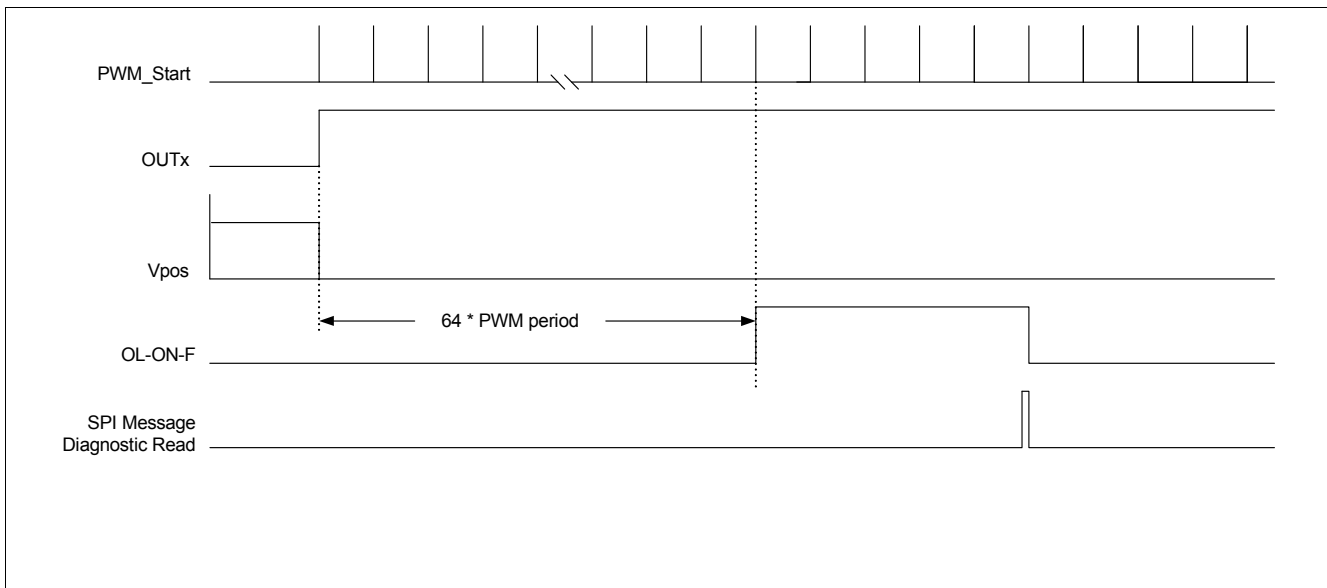 PWM_Start
OUTx
Vpos
64 * PWM period
OL-ON-F
SPI Message
Diagnostic Read